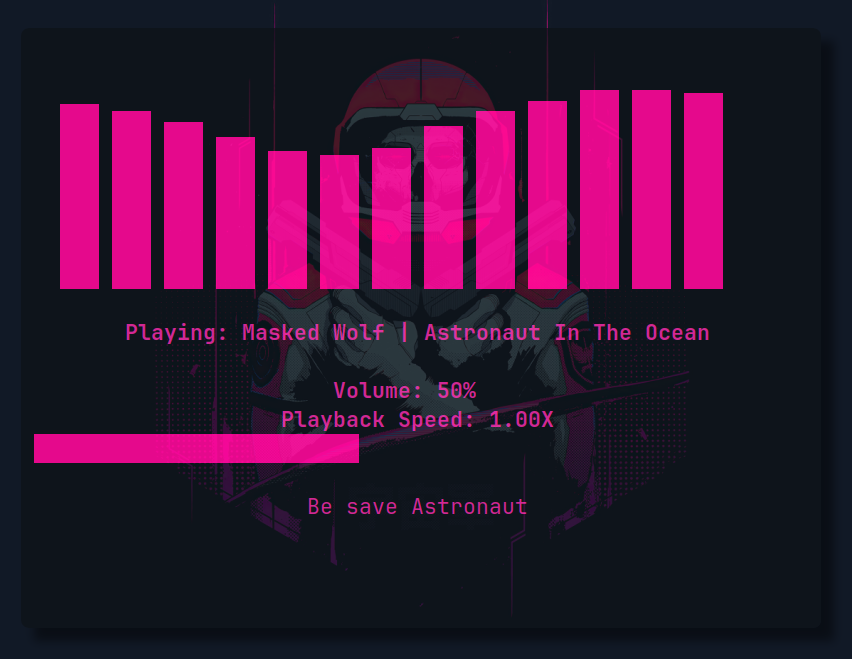 Playing: Masked Wolf | Astronaut In The Ocean
Volume: 50%
Playback Speed: 1.00X
Be save Astronaut